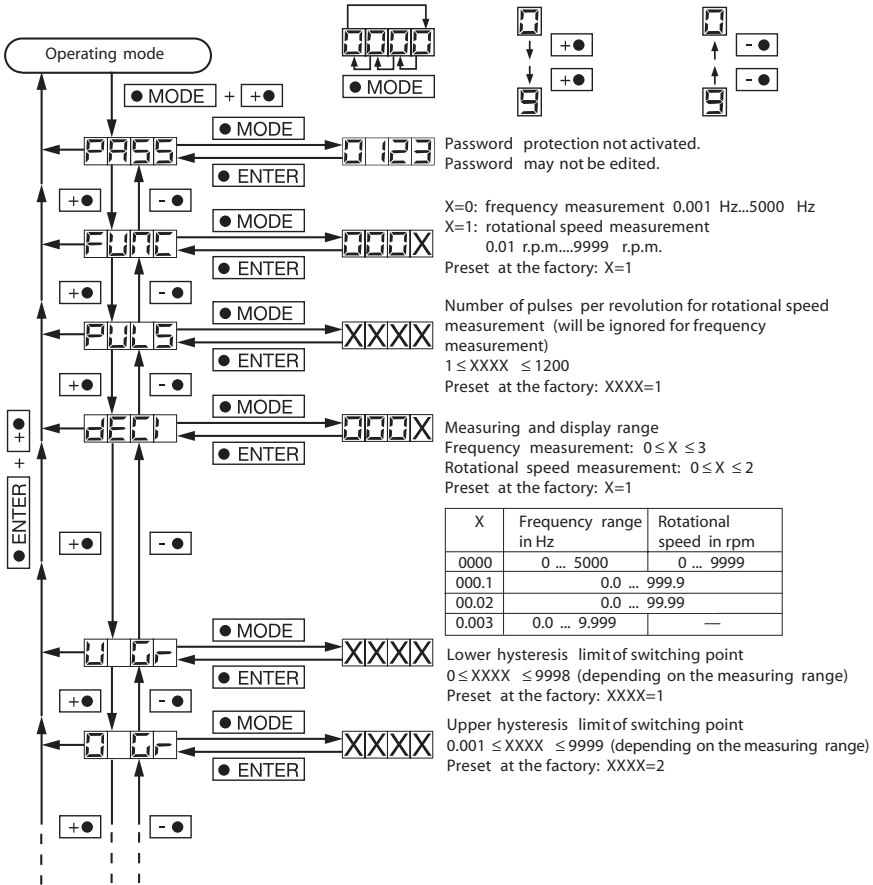 0000
● MODE
0
+●
+●
9
0
- ●
- ●
9
Operating mode
● MODE + +●
PASS
● MODE
● ENTER
0123
Password protection not activated.
Password may not be edited.
+●
- ●
FUNC
● MODE
● ENTER
000X
X=0: frequency measurement 0.001 Hz...5000 Hz
X=1: rotational speed measurement
0.01 r.p.m....9999 r.p.m.
Preset at the factory: X=1
+●
- ●
PULS
● MODE
● ENTER
XXXX
Number of pulses per revolution for rotational speed
measurement (will be ignored for frequency
measurement)
1 ≤ XXXX ≤ 1200
Preset at the factory: XXXX=1
+●
- ●
dECI
● MODE
● ENTER
000X
Measuring and display range
Frequency measurement: 0 ≤ X ≤ 3
Rotational speed measurement: 0 ≤ X ≤ 2
Preset at the factory: X=1
● ENTER + +●
X Frequency range Rotational
in Hz speed in rpm
0000 0 ... 5000 0 ... 9999
000.1 0.0 ... 999.9
00.02 0.0 ... 99.99
0.003 0.0 ... 9.999 —
+●
- ●
U Gr
● MODE
● ENTER
XXXX
Lower hysteresis limit of switching point
0 ≤ XXXX ≤ 9998 (depending on the measuring range)
Preset at the factory: XXXX=1
+●
- ●
O Gr
● MODE
● ENTER
XXXX
Upper hysteresis limit of switching point
0.001 ≤ XXXX ≤ 9999 (depending on the measuring range)
Preset at the factory: XXXX=2
+●
- ●